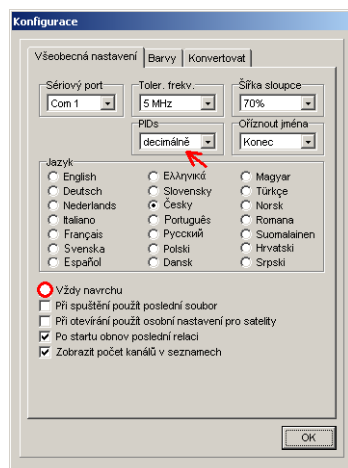 Konfigurace
Všeobecná nastavení Barvy Konvertovat
Sériový port Toler. frekv. Šířka sloupce
Com 1 5 MHz 70%
PIDs Oříznout jména
decimálně Konec
Jazyk
English Ελληνικά Magyar
Deutsch Slovensky Türkçe
Nederlands Česky Norsk
Italiano Português Romana
Français Русский Suomalainen
Svenska Polski Hrvatski
Español Dansk Srpski
Vždy navrchu
Při spuštění použít poslední soubor
Při otevírání použít osobní nastavení pro satelity
Po startu obnov poslední relaci
Zobrazit počet kanálů v seznamech
OK